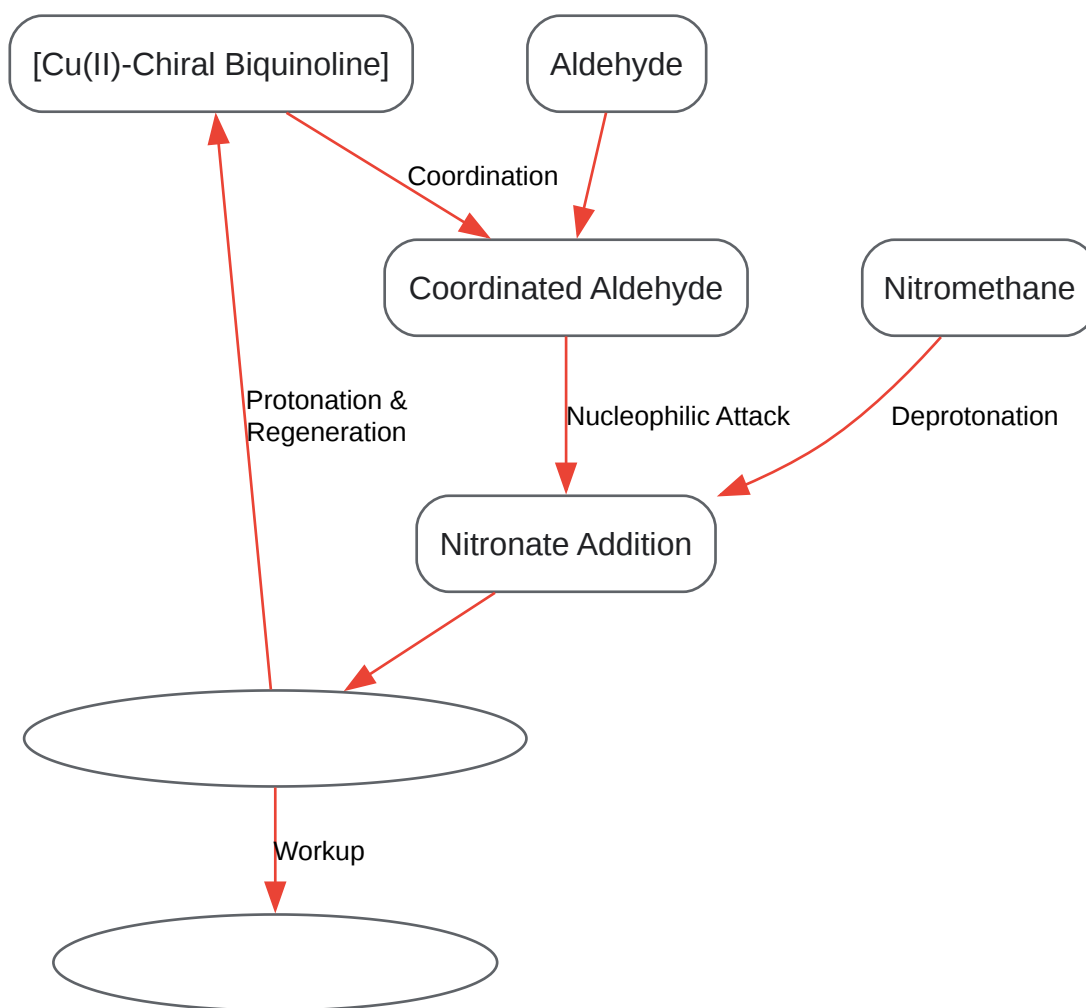 [Cu(II)-Chiral Biquinoline]
Aldehyde
Coordination
Coordinated Aldehyde
Nitromethane
Protonation &
Regeneration
Nucleophilic Attack
Deprotonation
Nitronate Addition
Workup